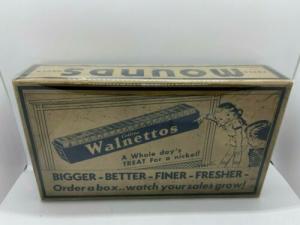 MOUNDS
Walnettos
A Whole day's
TREAT for a nickel!
BIGGER - BETTER - FINER - FRESHER -
Order a box... watch your sales grow!